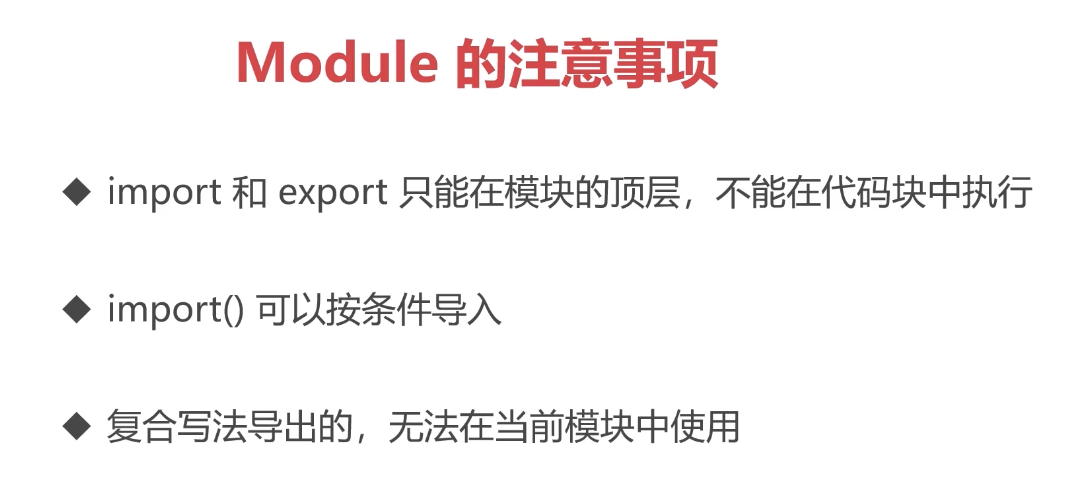 Module 的注意事项
◆ import 和 export 只能在模块的顶层，不能在代码块中执行
◆ import() 可以按条件导入
◆ 复合写法导出的，无法在当前模块中使用